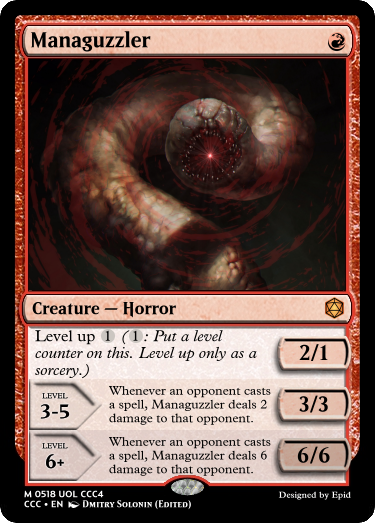 Managuzzler
Creature — Horror
Level up 1 (1: Put a level
counter on this. Level up only as a
sorcery.)
2/1
LEVEL
3-5
Whenever an opponent casts
a spell, Managuzzler deals 2
damage to that opponent.
3/3
LEVEL
6+
Whenever an opponent casts
a spell, Managuzzler deals 6
damage to that opponent.
6/6
M 0518 UOL CCC4
CCC • EN Dmitry Solonin (Edited)
Designed by Epid